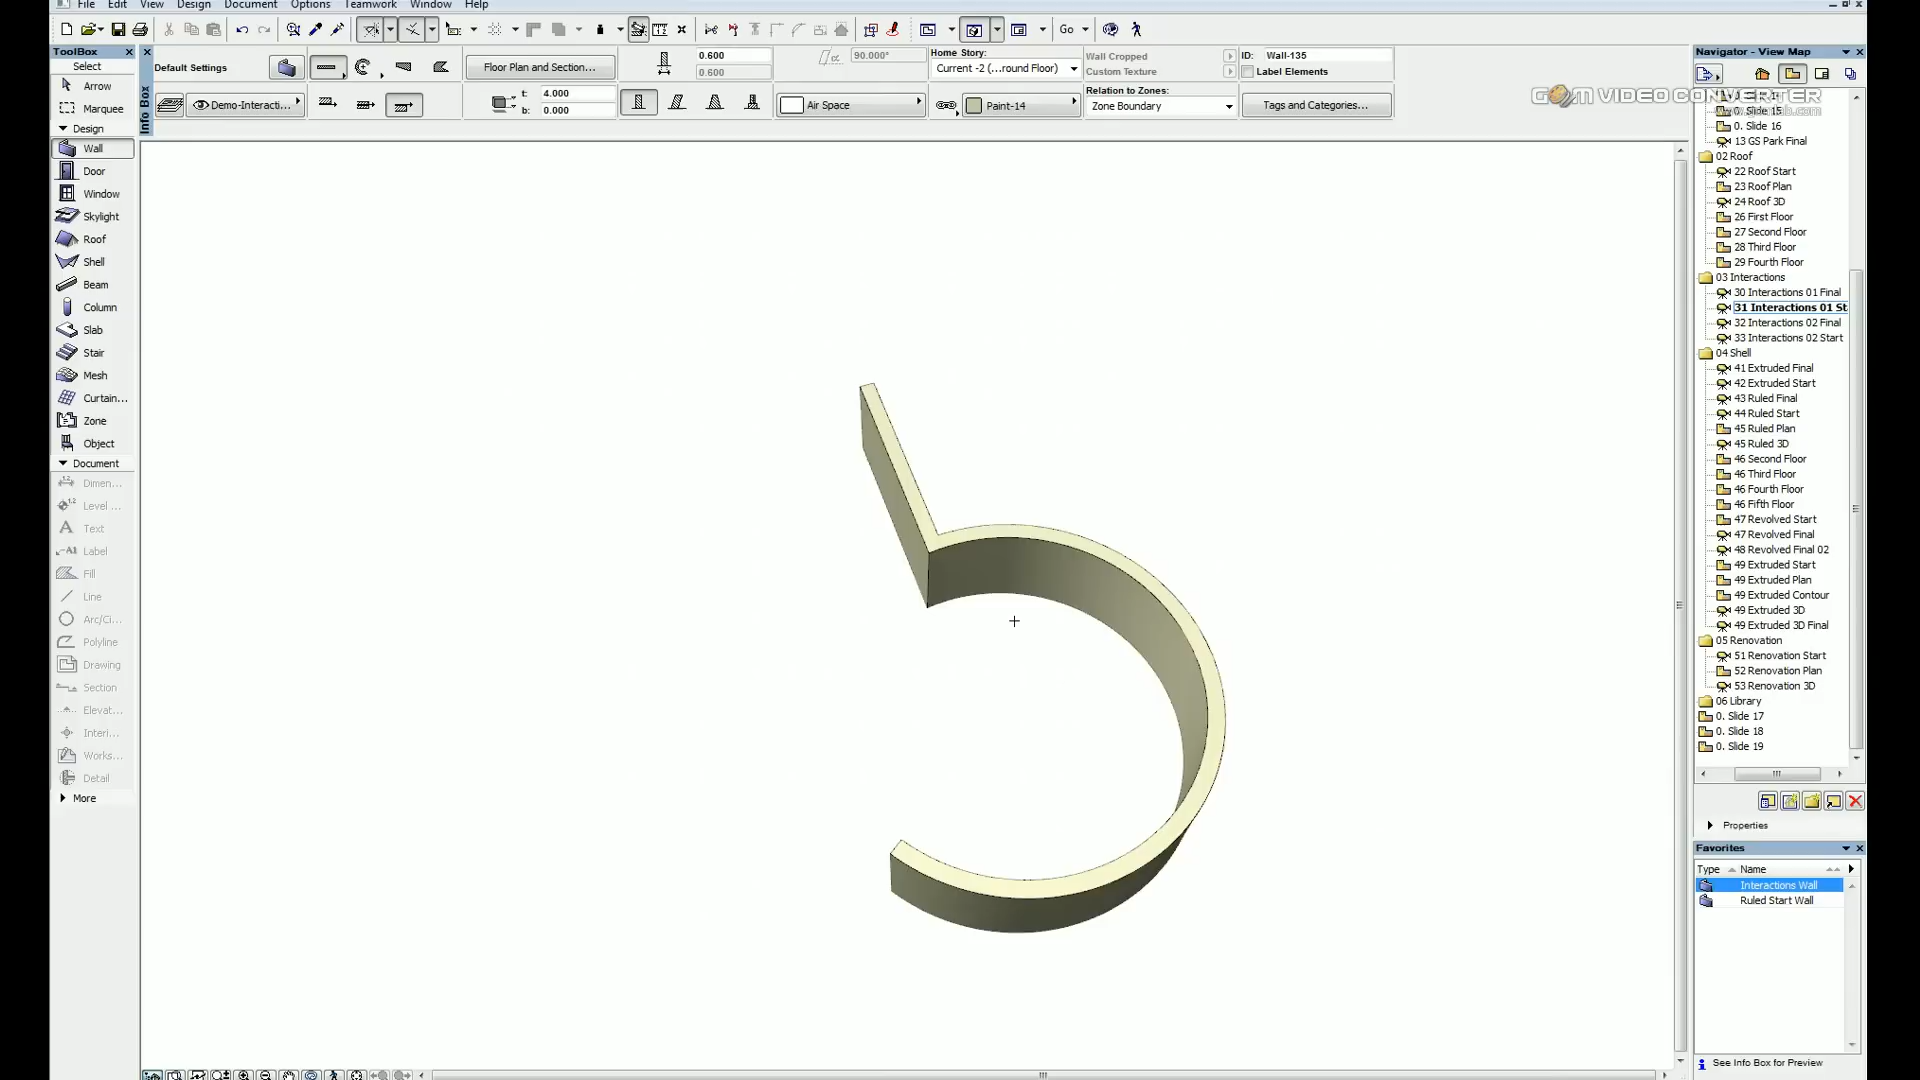 File Edit View Design Document Options Teamwork Window Help
Go
ToolBox
Select
Arrow
Marquee
Design
Wall
Door
Window
Skylight
Roof
Shell
Beam
Column
Slab
Stair
Mesh
Curtain...
Zone
Object
Document
Dimen...
Level ...
Text
Label
Fill
Line
Arc/Ci...
Polyline
Drawing
Section
Elevat...
Interi...
Works...
Detail
More
Info Box
Default Settings
Demo-Interacti...
Floor Plan and Section...
t: 4.000
b: 0.000
0.600
0.600
90.000°
Air Space
Home Story:
Current -2 (...round Floor)
Paint-14
Wall Cropped
Custom Texture
Relation to Zones:
Zone Boundary
ID: Wall-135
Label Elements
Tags and Categories...
GOM VIDEO CONVERTER
Navigator - View Map
0. Slide 15
0. Slide 16
13 GS Park Final
02 Roof
22 Roof Start
23 Roof Plan
24 Roof 3D
26 First Floor
27 Second Floor
28 Third Floor
29 Fourth Floor
03 Interactions
30 Interactions 01 Final
31 Interactions 01 St
32 Interactions 02 Final
33 Interactions 02 Start
04 Shell
41 Extruded Final
42 Extruded Start
43 Ruled Final
44 Ruled Start
45 Ruled Plan
45 Ruled 3D
46 Second Floor
46 Third Floor
46 Fourth Floor
46 Fifth Floor
47 Revolved Start
47 Revolved Final
48 Revolved Final 02
49 Extruded Start
49 Extruded Plan
49 Extruded Contour
49 Extruded 3D
49 Extruded 3D Final
05 Renovation
51 Renovation Start
52 Renovation Plan
53 Renovation 3D
06 Library
0. Slide 17
0. Slide 18
0. Slide 19
Properties
Favorites
Type Name
Interactions Wall
Ruled Start Wall
See Info Box for Preview